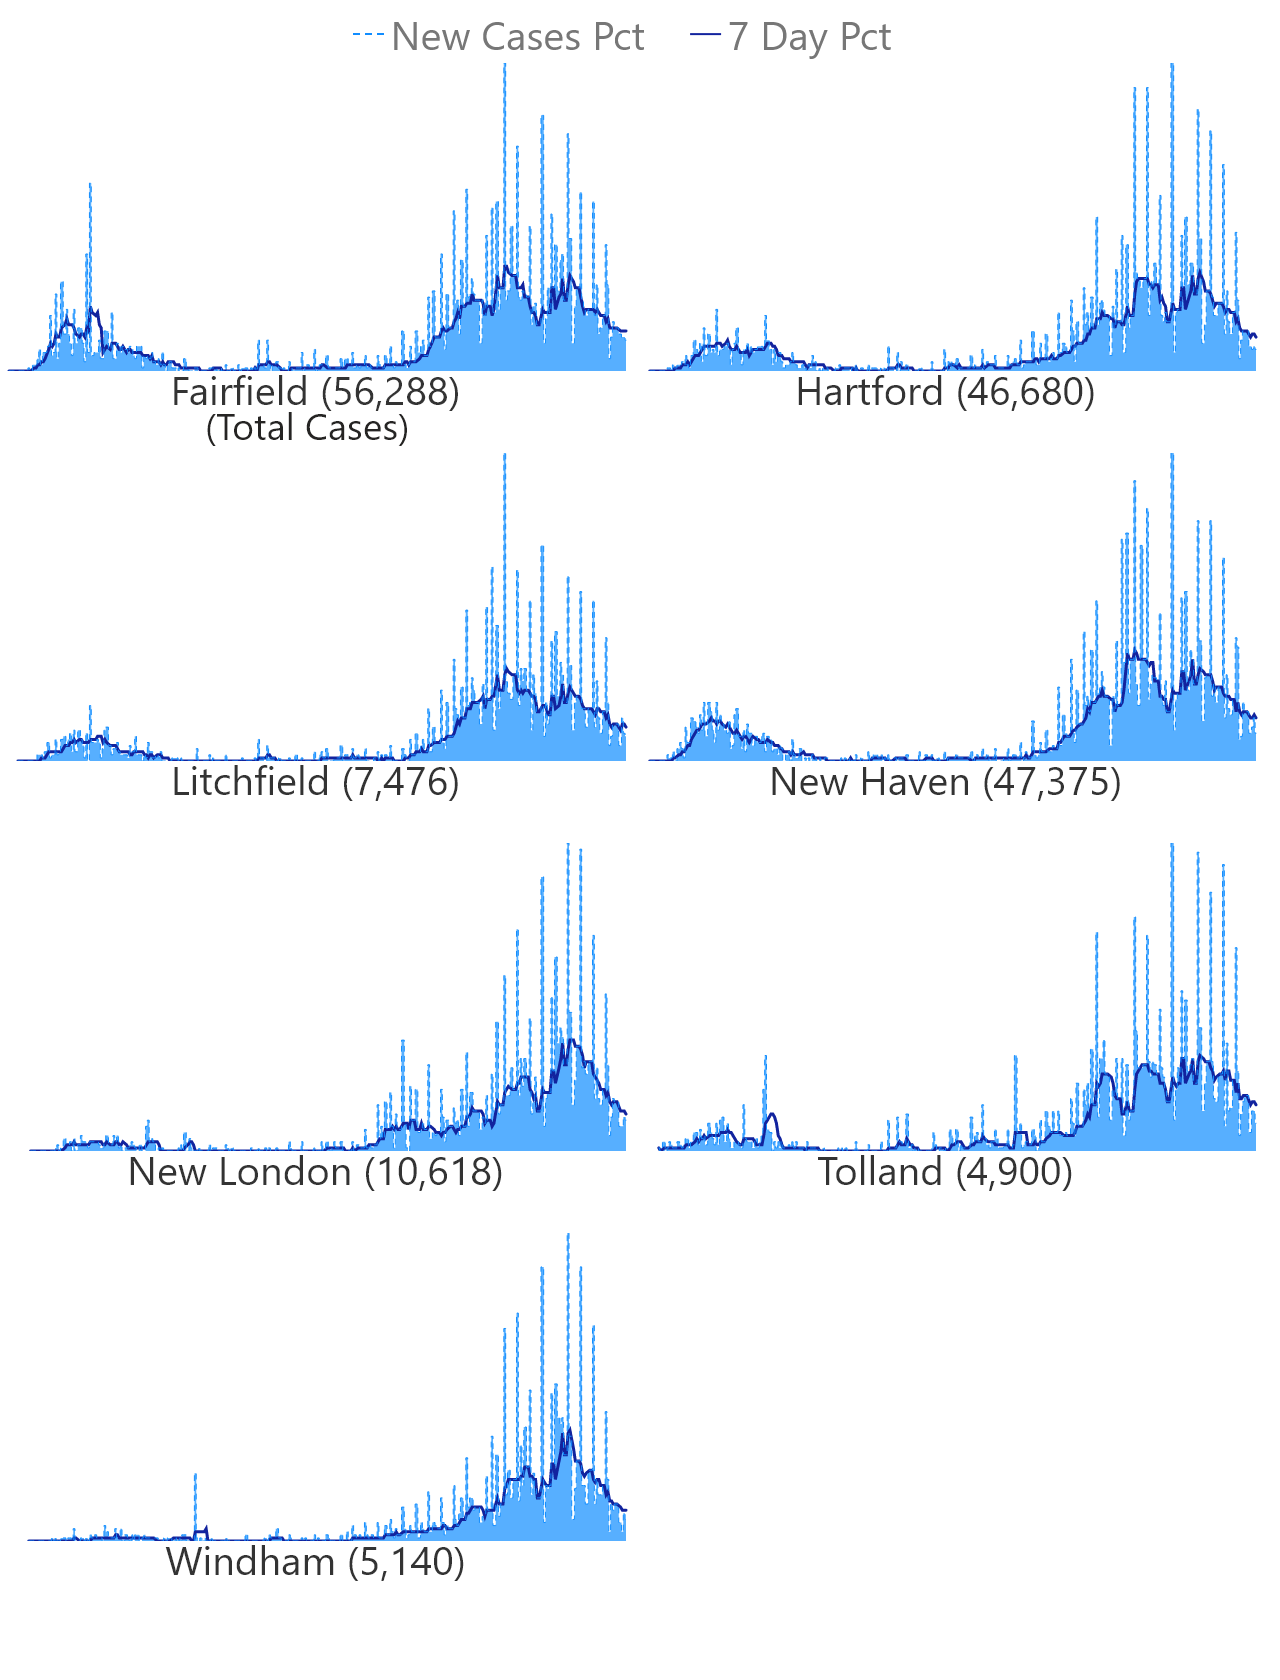 New Cases Pct 7 Day Pct
Fairfield (56,288)
(Total Cases)
Hartford (46,680)
Litchfield (7,476)
New Haven (47,375)
New London (10,618)
Tolland (4,900)
Windham (5,140)